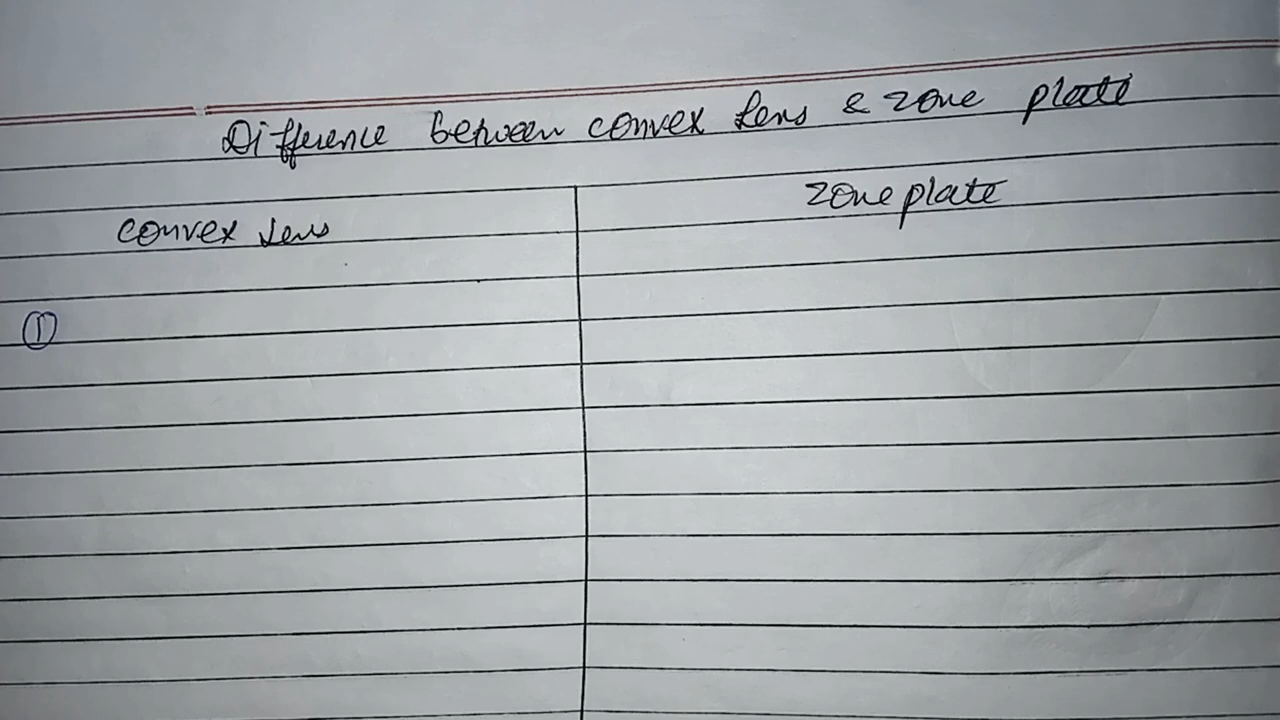 Difference between convex lens & zone plate
zone plate
convex lens
①